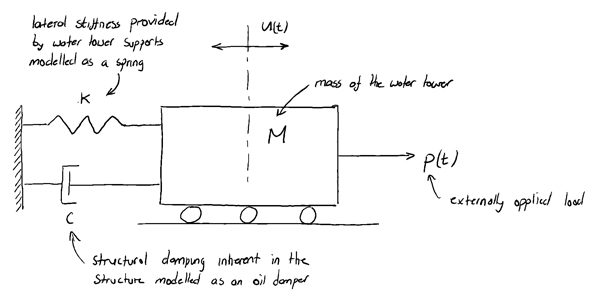 lateral stiffness provided
by water tower supports
modelled as a spring
U(t)
K
mass of the water tower
M
P(t)
externally applied load
C
structural damping inherent in the
structure modelled as an oil damper